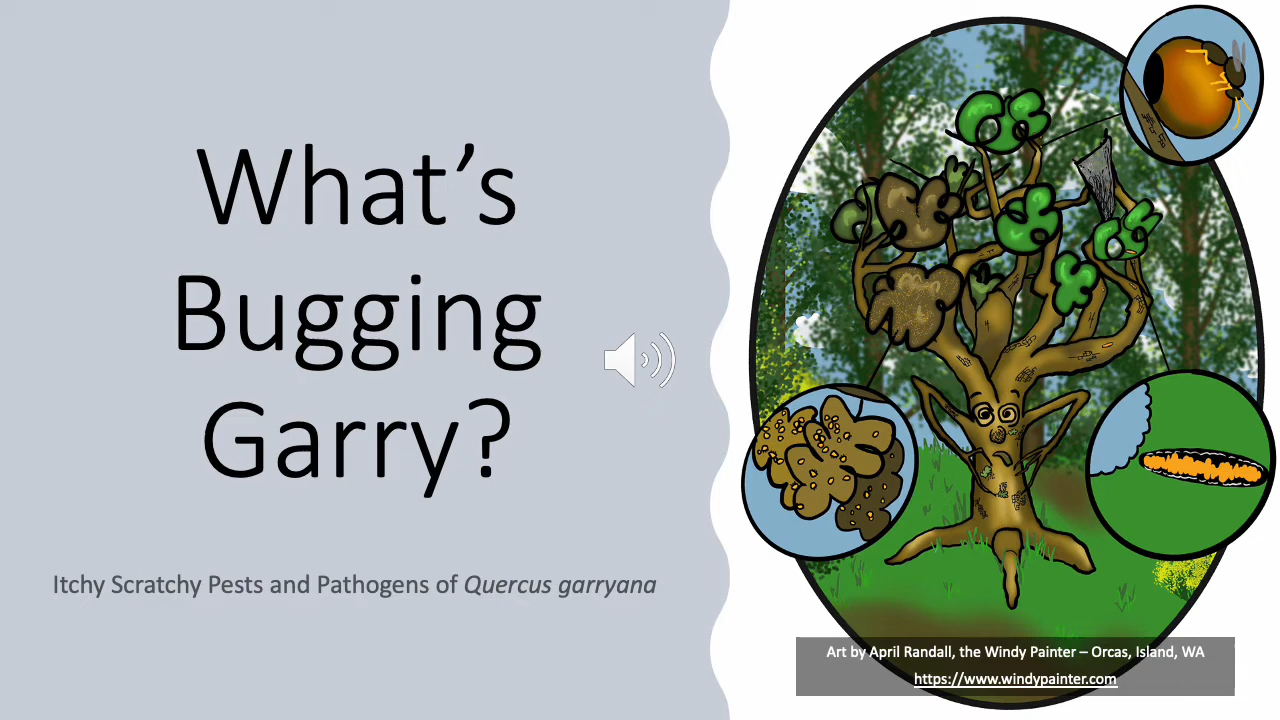 What’s
Bugging
Garry?
Itchy Scratchy Pests and Pathogens of Quercus garryana
Art by April Randall, the Windy Painter – Orcas, Island, WA
https://www.windypainter.com